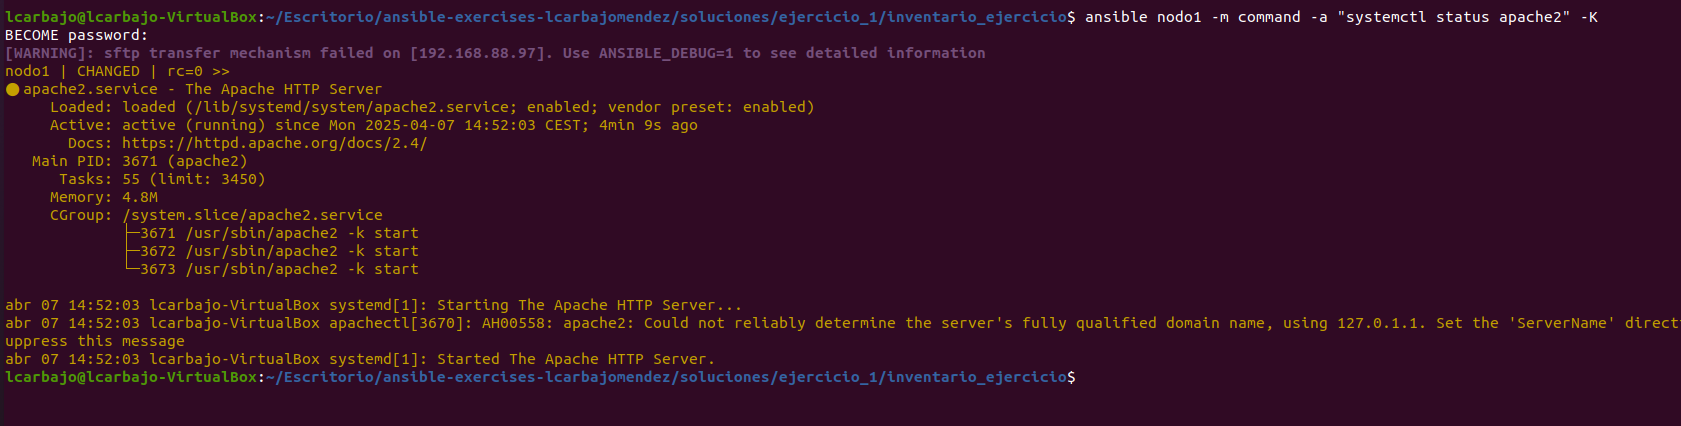 lcarbajo@lcarbajo-VirtualBox:~/Escritorio/ansible-exercises-lcarbajomendez/soluciones/ejercicio_1/inventario_ejercicio$ ansible nodo1 -m command -a "systemctl status apache2" -K
BECOME password:
[WARNING]: sftp transfer mechanism failed on [192.168.88.97]. Use ANSIBLE_DEBUG=1 to see detailed information
nodo1 | CHANGED | rc=0 >>
● apache2.service - The Apache HTTP Server
     Loaded: loaded (/lib/systemd/system/apache2.service; enabled; vendor preset: enabled)
     Active: active (running) since Mon 2025-04-07 14:52:03 CEST; 4min 9s ago
       Docs: https://httpd.apache.org/docs/2.4/
   Main PID: 3671 (apache2)
      Tasks: 55 (limit: 3450)
     Memory: 4.8M
     CGroup: /system.slice/apache2.service
             ├─3671 /usr/sbin/apache2 -k start
             ├─3672 /usr/sbin/apache2 -k start
             └─3673 /usr/sbin/apache2 -k start
abr 07 14:52:03 lcarbajo-VirtualBox systemd[1]: Starting The Apache HTTP Server...
abr 07 14:52:03 lcarbajo-VirtualBox apachectl[3670]: AH00558: apache2: Could not reliably determine the server's fully qualified domain name, using 127.0.1.1. Set the 'ServerName' directi
uppress this message
abr 07 14:52:03 lcarbajo-VirtualBox systemd[1]: Started The Apache HTTP Server.
lcarbajo@lcarbajo-VirtualBox:~/Escritorio/ansible-exercises-lcarbajomendez/soluciones/ejercicio_1/inventario_ejercicio$